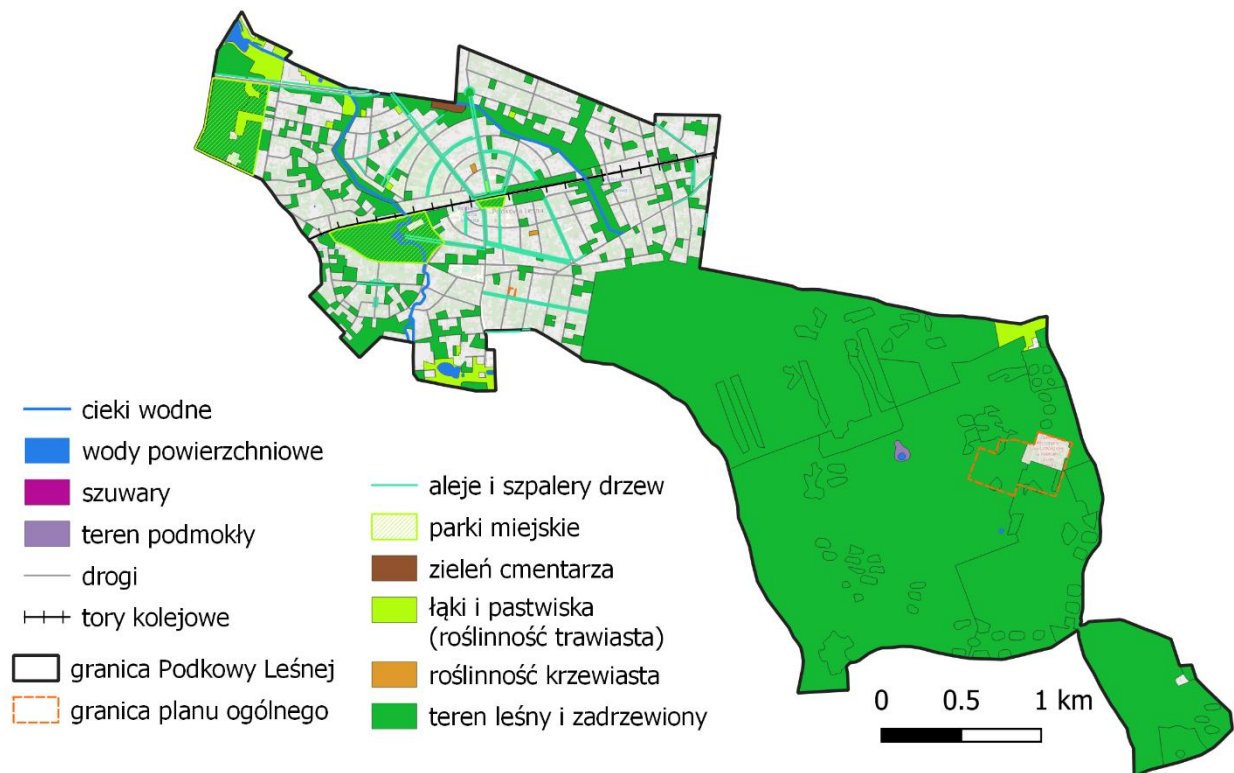 cieki wodne
wody powierzchniowe
szuwary
teren podmokły
drogi
tory kolejowe
granica Podkowy Leśnej
granica planu ogólnego
aleje i szpalery drzew
parki miejskie
zieleń cmentarza
łąki i pastwiska
(roślinność trawiasta)
roślinność krzewiasta
teren leśny i zadrzewiony
0 0.5 1 km